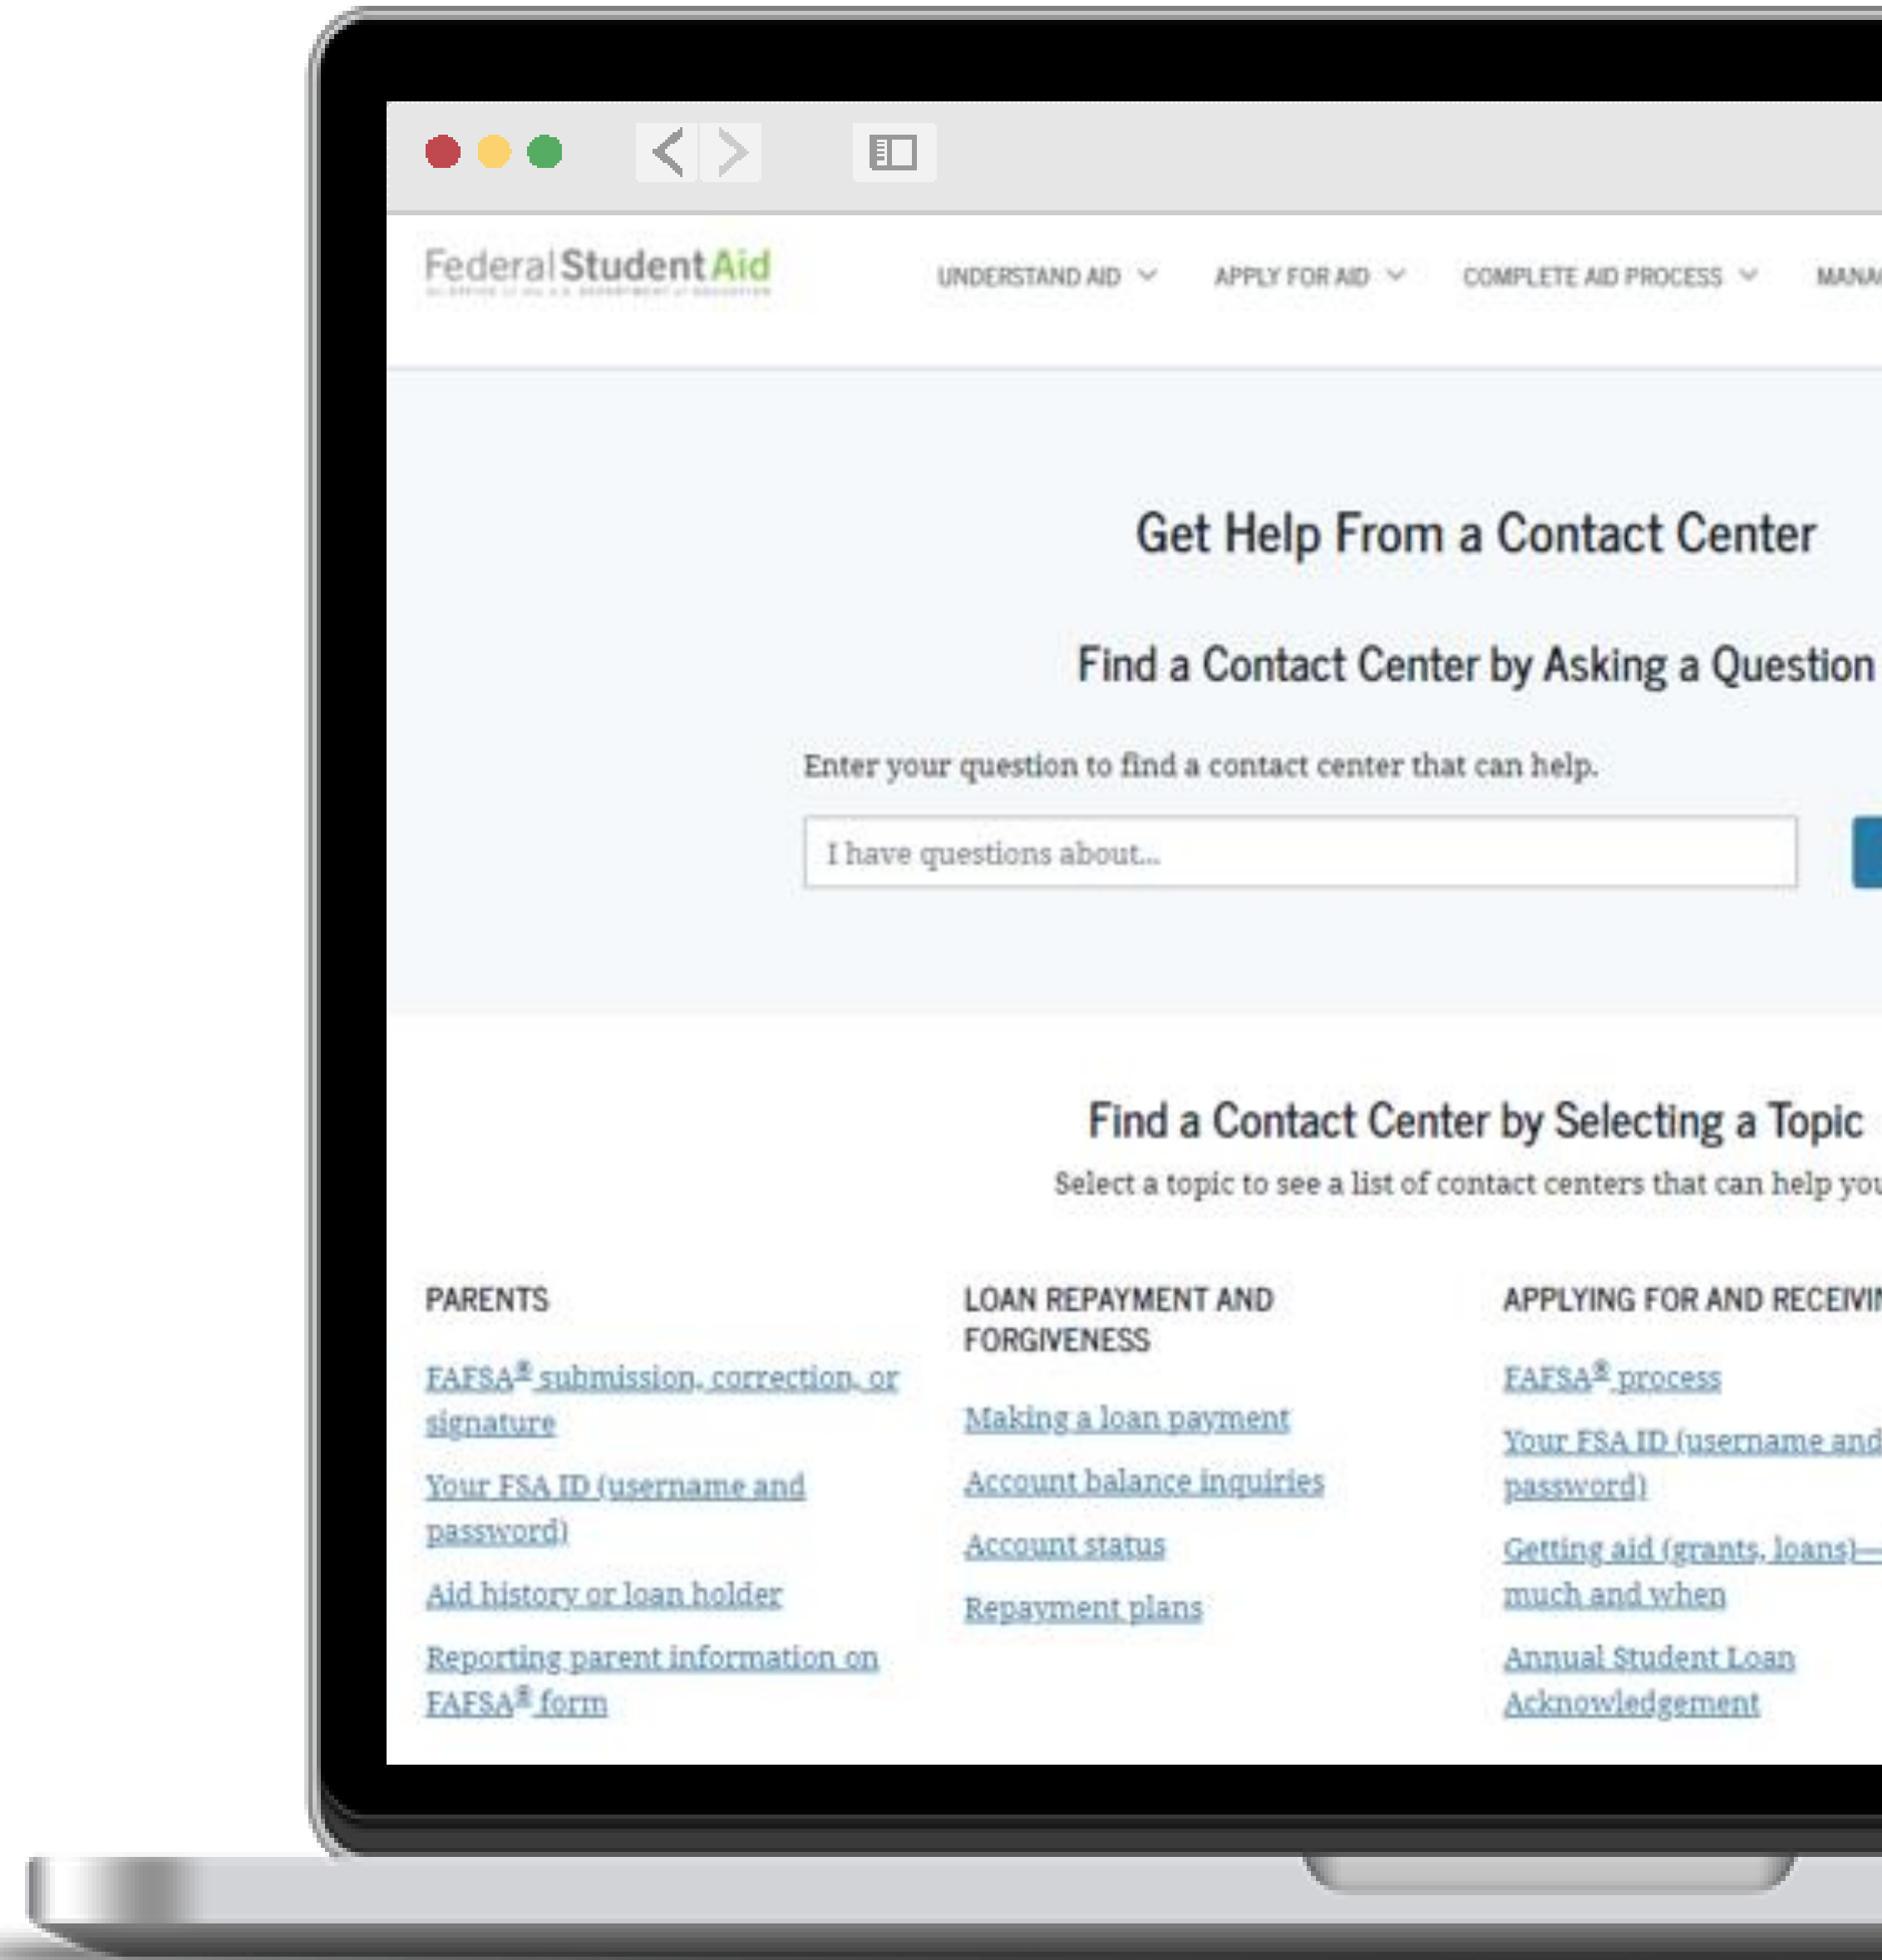 Federal Student Aid
UNDERSTAND AID
APPLY FOR AID
COMPLETE AID PROCESS
Get Help From a Contact Center
Find a Contact Center by Asking a Question
Enter your question to find a contact center that can help.
I have questions about...
Find a Contact Center by Selecting a Topic
Select a topic to see a list of contact centers that can help you
PARENTS
FAFSA® submission, correction, or
signature
Your FSA ID (username and
password)
Aid history or loan holder
Reporting parent information on
FAFSA® form
LOAN REPAYMENT AND
FORGIVENESS
Making a loan payment
Account balance inquiries
Account status
Repayment plans
APPLYING FOR AND
FAFSA® process
Your FSA ID (username and
password)
Getting aid (grants, loans)—
much and when
Annual Student Loan
Acknowledgement